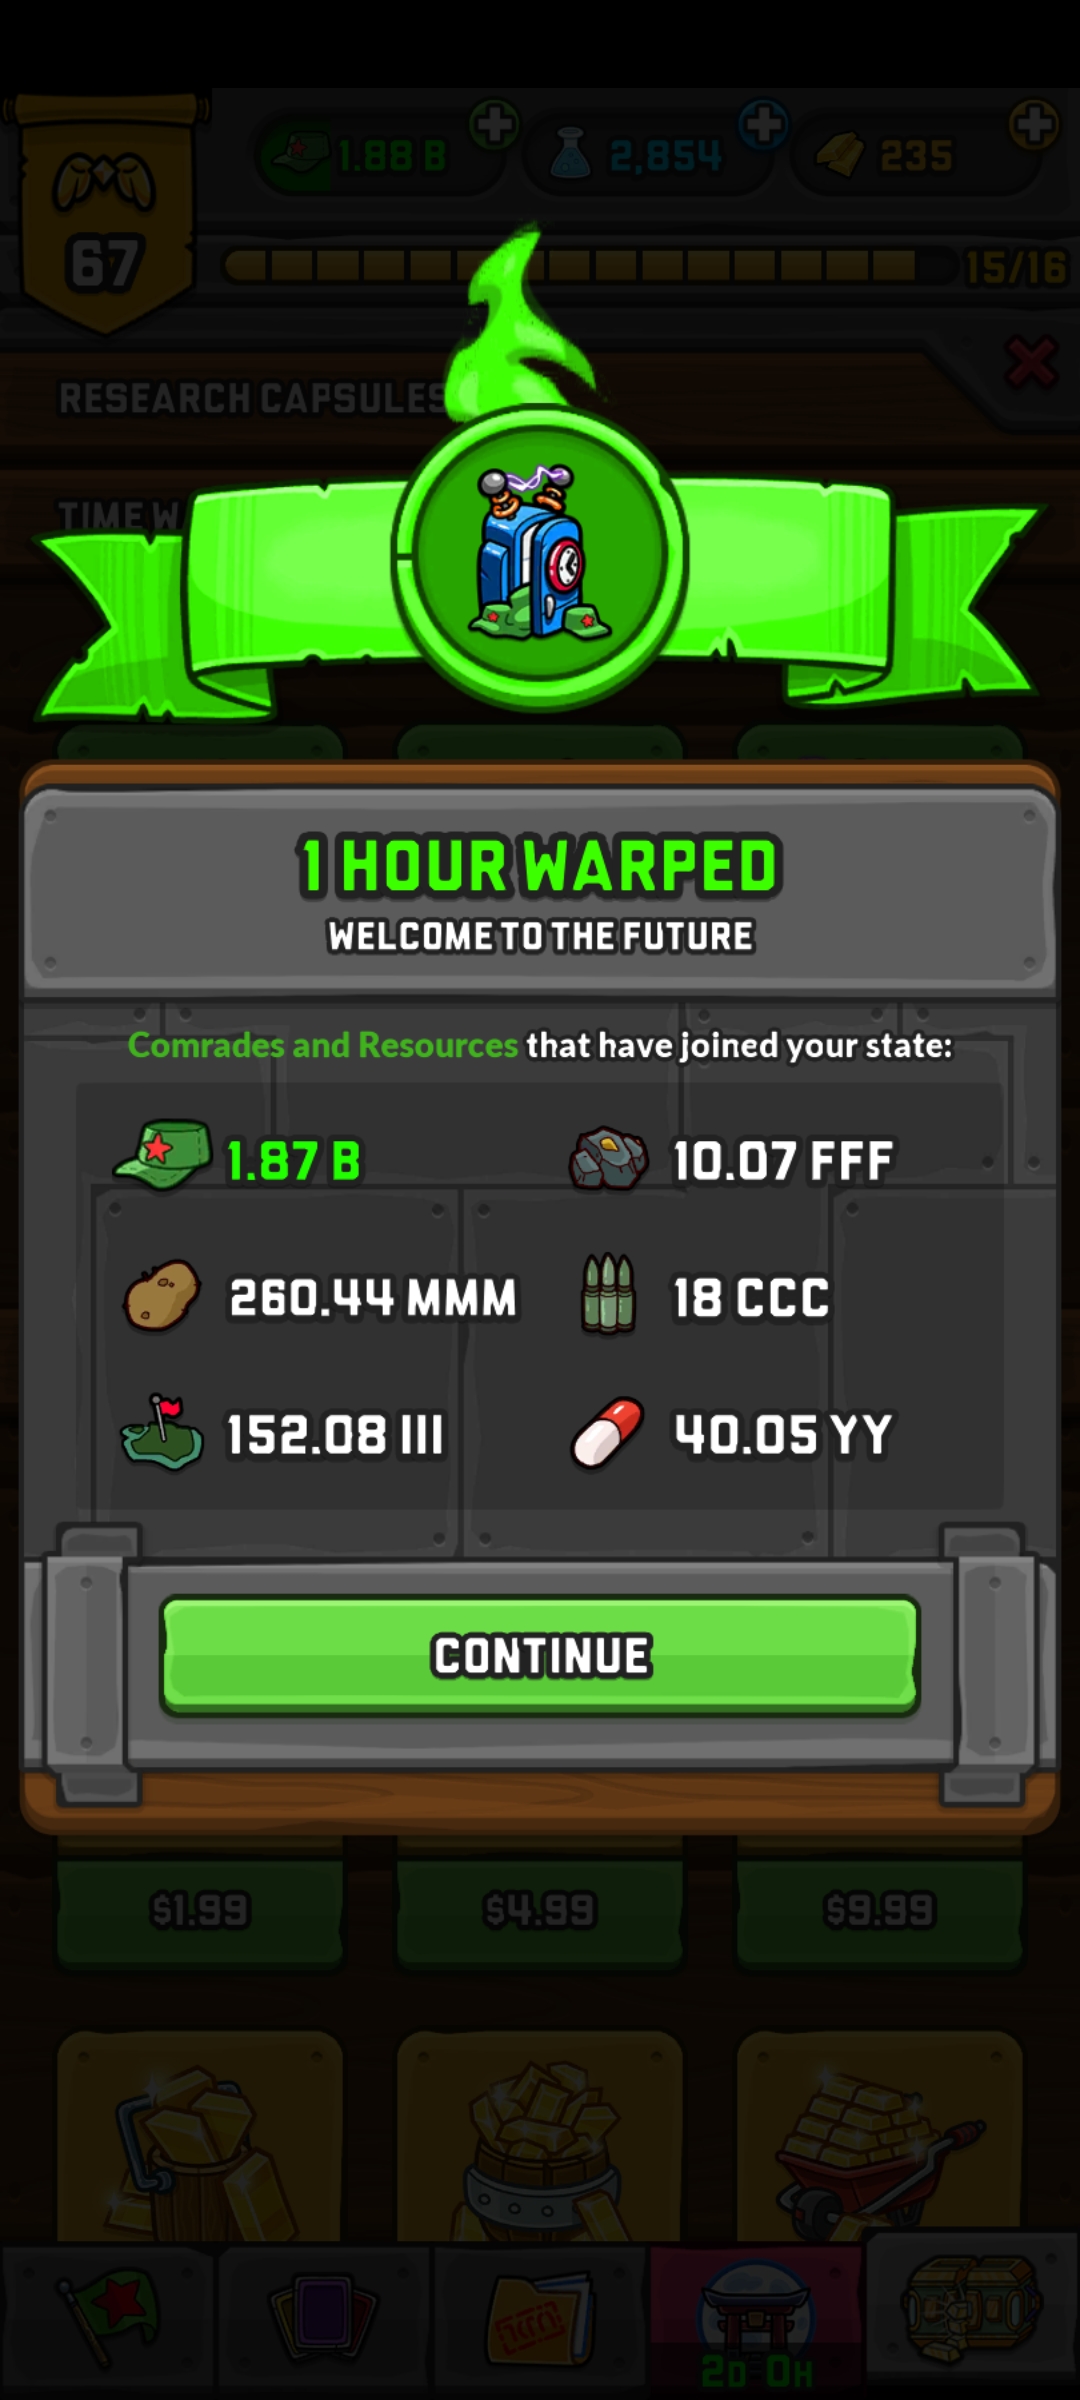 1.88 B
2,854
235
67
15/16
RESEARCH CAPSULES
TIME W
1 HOUR WARPED
WELCOME TO THE FUTURE
Comrades and Resources that have joined your state:
1.87 B
10.07 FFF
260.44 MMM
18 CCC
152.08 III
40.05 YY
CONTINUE
$1.99
$4.99
$9.99
2D 0H